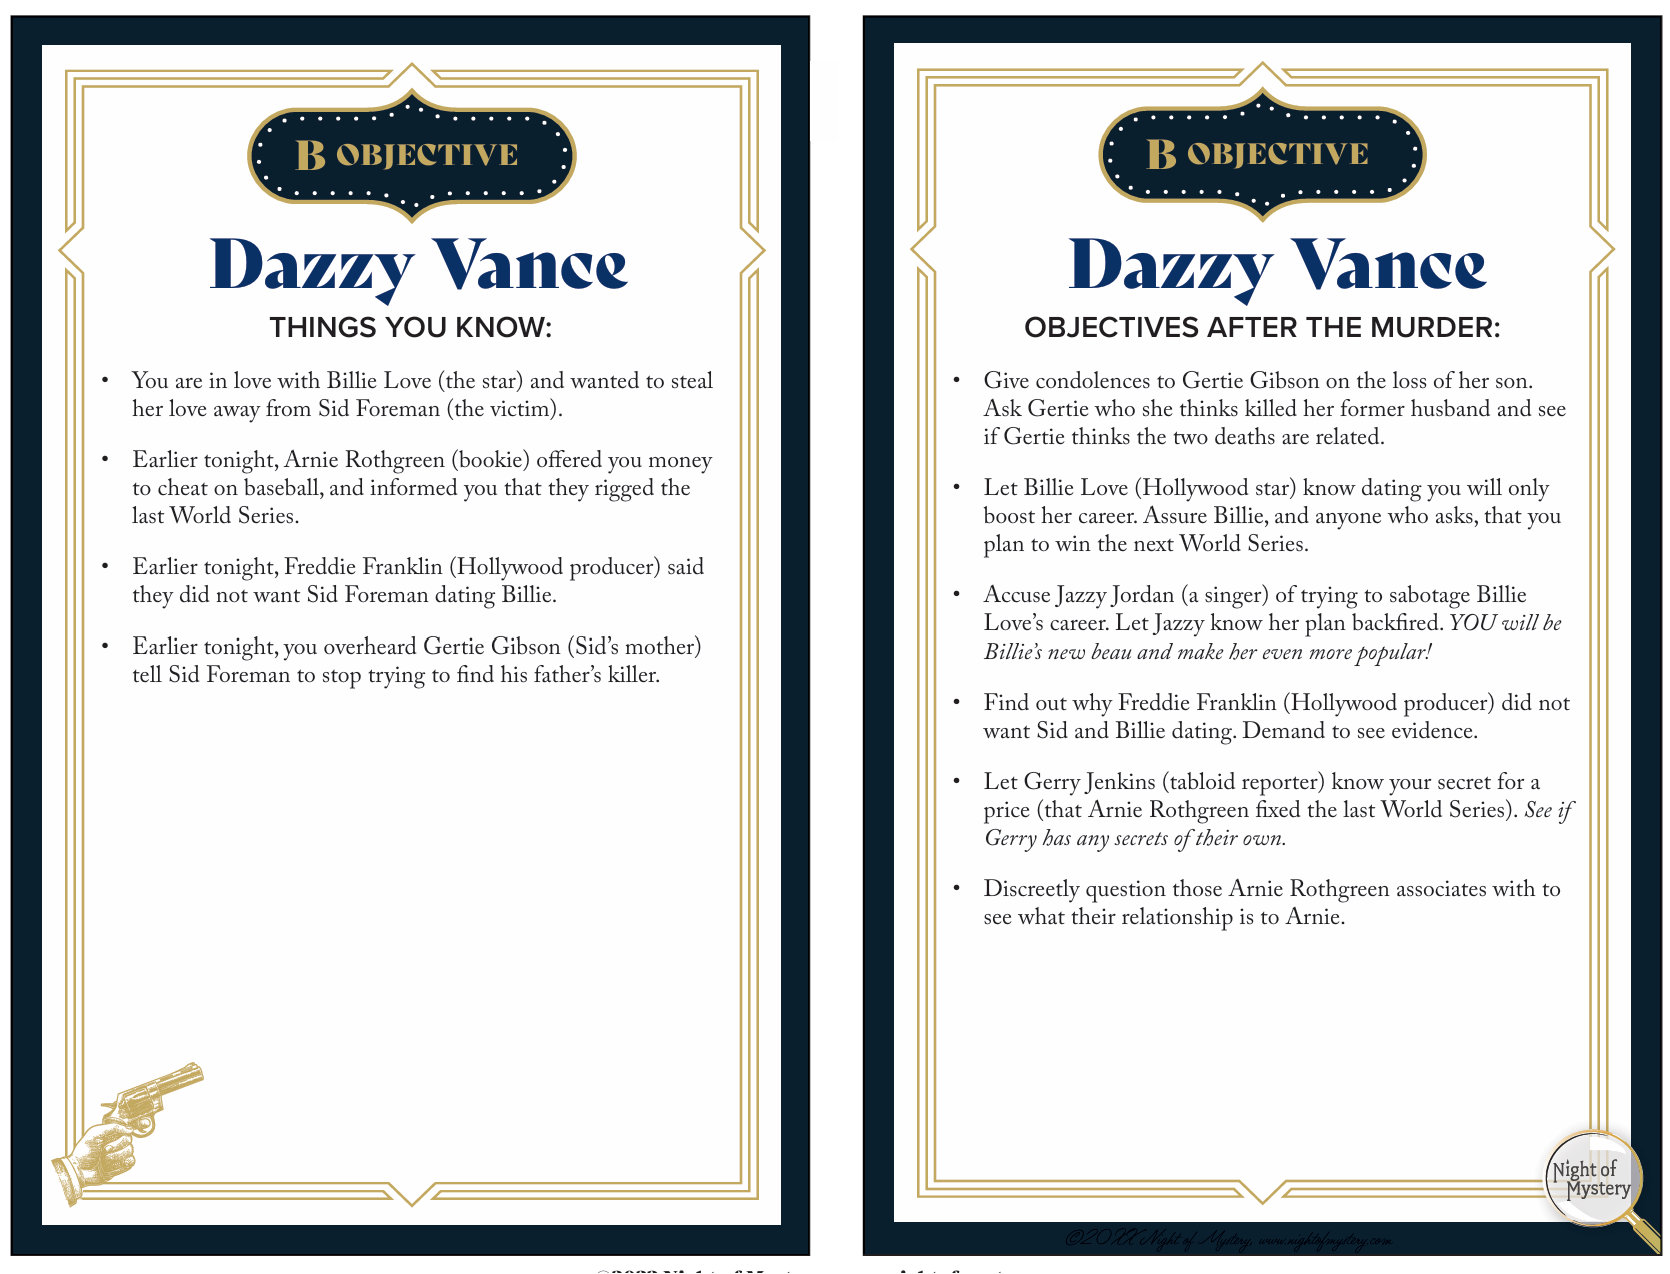 B OBJECTIVE
Dazzy Vance
THINGS YOU KNOW:
• You are in love with Billie Love (the star) and wanted to steal
her love away from Sid Foreman (the victim).
• Earlier tonight, Arnie Rothgreen (bookie) offered you money
to cheat on baseball, and informed you that they rigged the
last World Series.
• Earlier tonight, Freddie Franklin (Hollywood producer) said
they did not want Sid Foreman dating Billie.
• Earlier tonight, you overheard Gertie Gibson (Sid's mother)
tell Sid Foreman to stop trying to find his father's killer.
B OBJECTIVE
Dazzy Vance
OBJECTIVES AFTER THE MURDER:
• Give condolences to Gertie Gibson on the loss of her son.
Ask Gertie who she thinks killed her former husband and see
if Gertie thinks the two deaths are related.
• Let Billie Love (Hollywood star) know dating you will only
boost her career. Assure Billie, and anyone who asks, that you
plan to win the next World Series.
• Accuse Jazzy Jordan (a singer) of trying to sabotage Billie
Love's career. Let Jazzy know her plan backfired. YOU will be
Billie's new beau and make her even more popular!
• Find out why Freddie Franklin (Hollywood producer) did not
want Sid and Billie dating. Demand to see evidence.
• Let Gerry Jenkins (tabloid reporter) know your secret for a
price (that Arnie Rothgreen fixed the last World Series). See if
Gerry has any secrets of their own.
• Discreetly question those Arnie Rothgreen associates with to
see what their relationship is to Arnie.
Night of
Mystery
©20XX Night of Mystery, www.nightofmystery.com